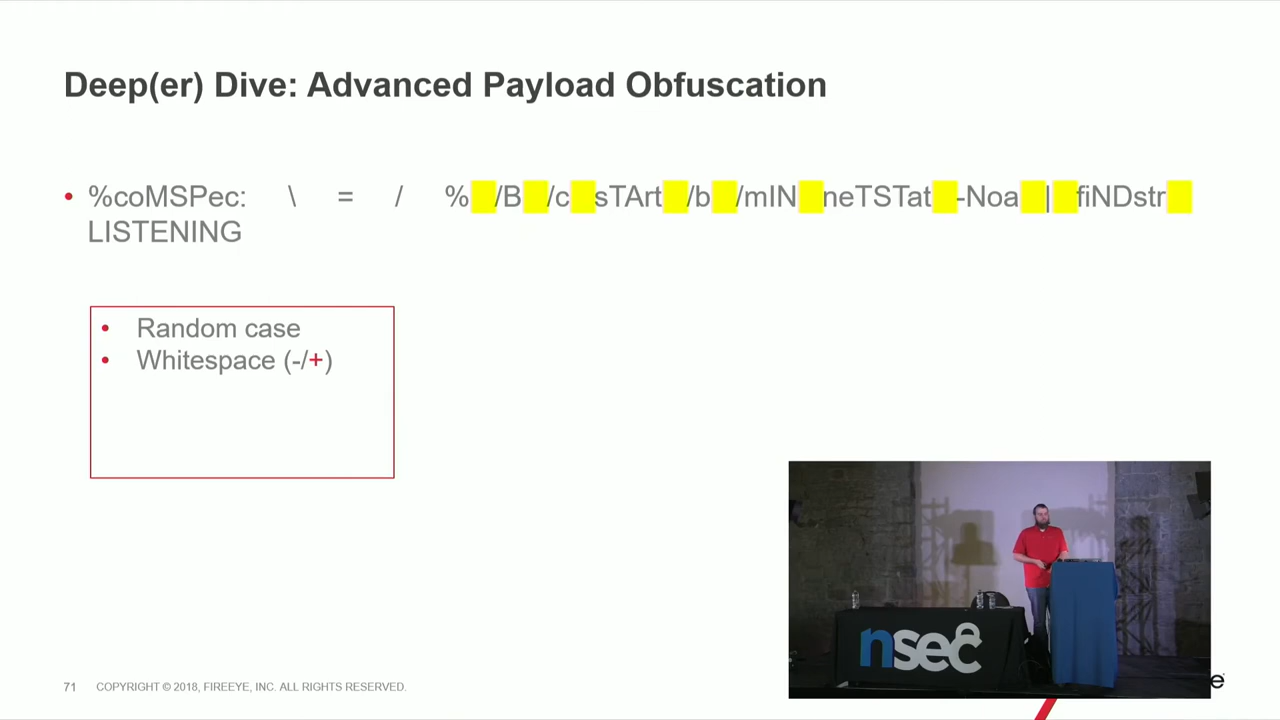 Deep(er) Dive: Advanced Payload Obfuscation
• %coMSPec: \ = / % /B /c sTArt /b /mIN neTSTat -Noa | fiNDstr
LISTENING
• Random case
• Whitespace (-/+)
nsec
71 COPYRIGHT © 2018, FIREEYE, INC. ALL RIGHTS RESERVED.